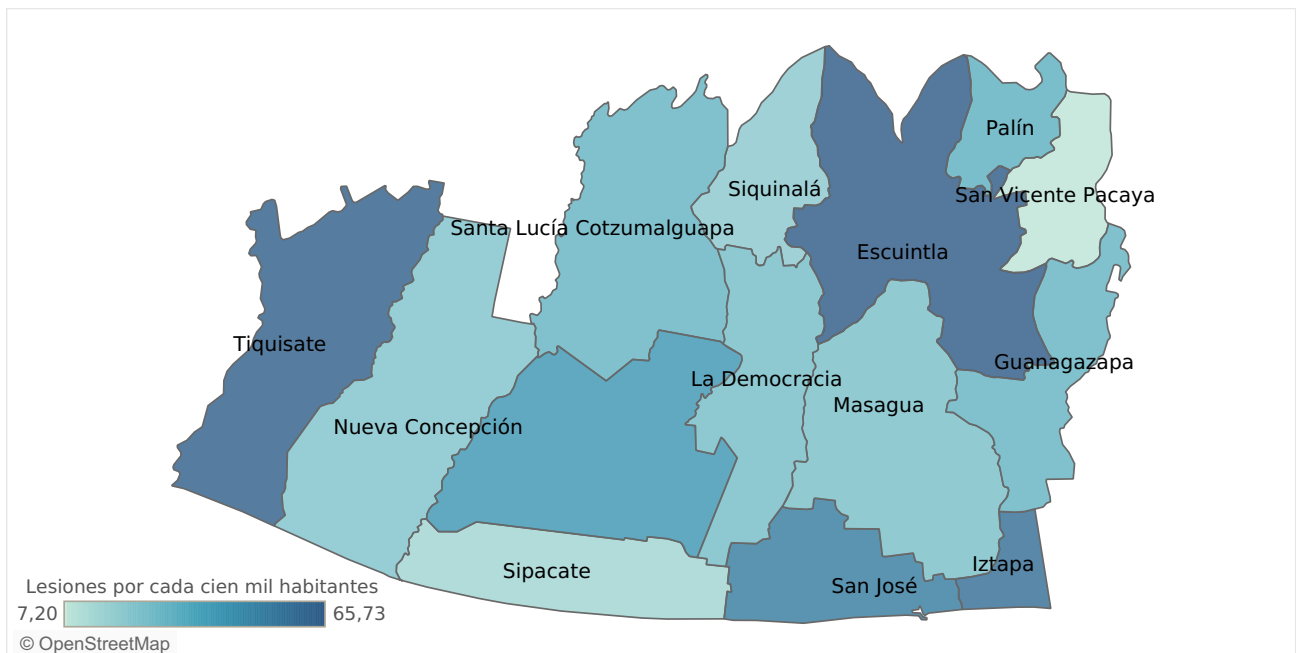 Palín
Siquinalá
San Vicente Pacaya
Santa Lucía Cotzumalguapa
Escuintla
Tiquisate
Guanagazapa
La Democracia
Masagua
Nueva Concepción
Iztapa
Sipacate
San José
Lesiones por cada cien mil habitantes
7,20 65,73
© OpenStreetMap